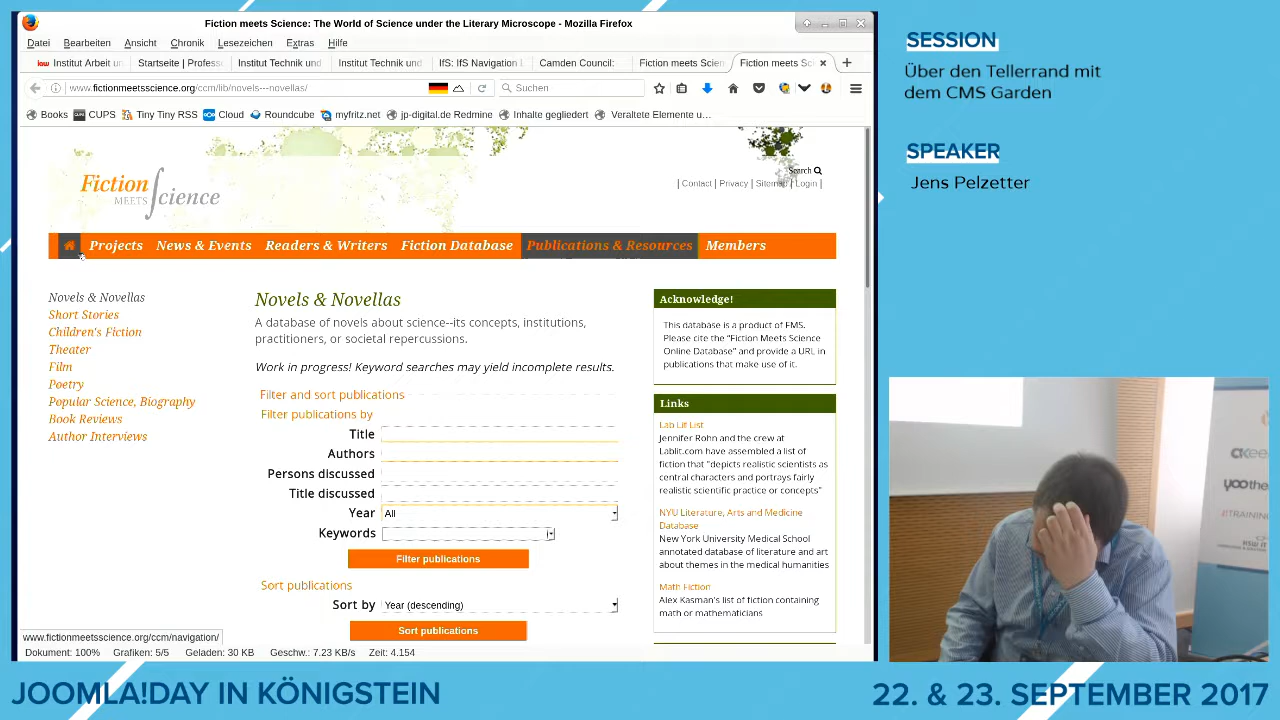 Fiction meets Science: The World of Science under the Literary Microscope - Mozilla Firefox
Datei Bearbeiten Ansicht Chronik Lesezeichen Extras Hilfe
Institut Arbeit un
Startseite | Profess
Institut Technik und
Institut Technik und
IfS: IfS Navigation
Camden Council:
Fiction meets Scien
Fiction meets Sci
www.fictionmeetsscience.org/ccm/lib/novels---novellas/
Suchen
Books CUPS Tiny Tiny RSS Cloud Roundcube myfritz.net jp-digital.de Redmine Inhalte gegliedert Veraltete Elemente u...
Search
| Contact | Privacy | Sitemap | Login |
Fiction
MEETS Science
Projects News & Events Readers & Writers Fiction Database Publications & Resources Members
Novels & Novellas
Short Stories
Children's Fiction
Theater
Film
Poetry
Popular Science, Biography
Book Reviews
Author Interviews
Novels & Novellas
A database of novels about science--its concepts, institutions,
practitioners, or societal repercussions.
Work in progress! Keyword searches may yield incomplete results.
Filter and sort publications
Filter publications by
Title
Authors
Persons discussed
Title discussed
Year All
Keywords
Filter publications
Sort publications
Sort by Year (descending)
Sort publications
Acknowledge!
This database is a product of FMS.
Please cite the "Fiction Meets Science
Online Database" and provide a URL in
publications that make use of it.
Links
Lab Lit List
Jennifer Rohn and the crew at
Lablit.com have assembled a list of
fiction that "depicts realistic scientists as
central characters and portrays fairly
realistic scientific practice or concepts"
NYU Literature, Arts and Medicine
Database
New York University Medical School
annotated database of literature and art
about themes in the medical humanities
Math Fiction
Alex Kasman's list of fiction containing
math or mathematicians
www.fictionmeetsscience.org/ccm/navigation/
Dokument: 100% Grafiken: 5/5 Geladen: 30 KB Geschw.: 7.23 KB/s Zeit: 4.154
SESSION
Über den Tellerrand mit
dem CMS Garden
SPEAKER
Jens Pelzetter
JOOMLA!DAY IN KÖNIGSTEIN
22. & 23. SEPTEMBER 2017